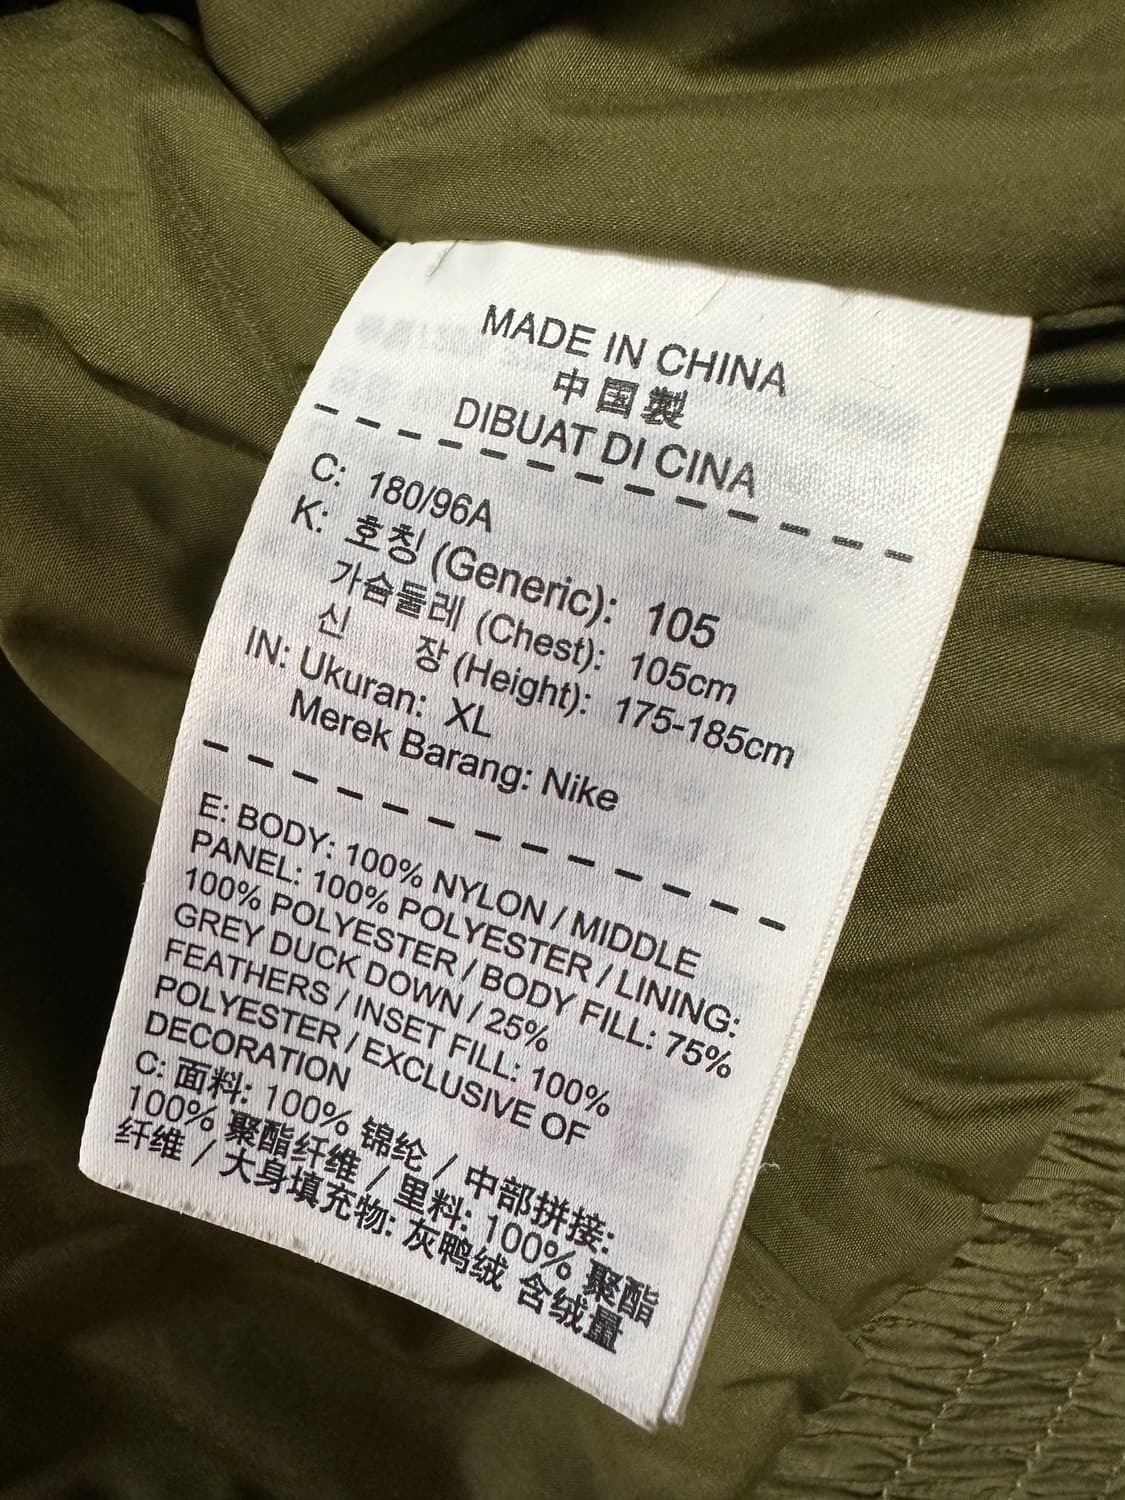 MADE IN CHINA
中国製
DIBUAT DI CINA
C: 180/96A
K: 호칭 (Generic): 105
가슴둘레 (Chest): 105cm
신 장 (Height): 175-185cm
IN: Ukuran: XL
Merek Barang: Nike
E: BODY: 100% NYLON / MIDDLE
PANEL: 100% POLYESTER / LINING:
100% POLYESTER / BODY FILL: 75%
GREY DUCK DOWN / 25%
FEATHERS / INSET FILL: 100%
POLYESTER / EXCLUSIVE OF
DECORATION
C: 面料: 100% 锦纶 / 中部拼接:
100% 聚酯纤维 / 里料: 100% 聚酯
纤维 / 大身填充物: 灰鸭绒 含绒量